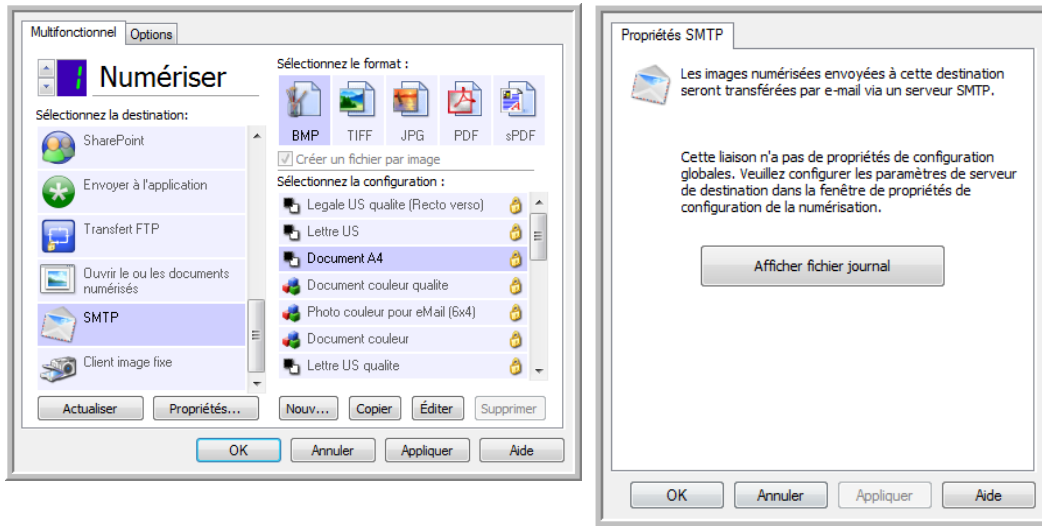 Multifonctionnel
Options
1 Numériser
Sélectionnez la destination:
SharePoint
Envoyer à l'application
Transfert FTP
Ouvrir le ou les documents
numérisés
SMTP
Client image fixe
Actualiser
Propriétés...
Sélectionnez le format :
BMP
TIFF
JPG
PDF
sPDF
Créer un fichier par image
Sélectionnez la configuration :
Legale US qualite (Recto verso)
Lettre US
Document A4
Document couleur qualite
Photo couleur pour eMail (6x4)
Document couleur
Lettre US qualite
Nouv...
Copier
Éditer
Supprimer
OK
Annuler
Appliquer
Aide
Propriétés SMTP
Les images numérisées envoyées à cette destination
seront transférées par e-mail via un serveur SMTP.
Cette liaison n'a pas de propriétés de configuration
globales. Veuillez configurer les paramètres de serveur
de destination dans la fenêtre de propriétés de
configuration de la numérisation.
Afficher fichier journal
OK
Annuler
Appliquer
Aide